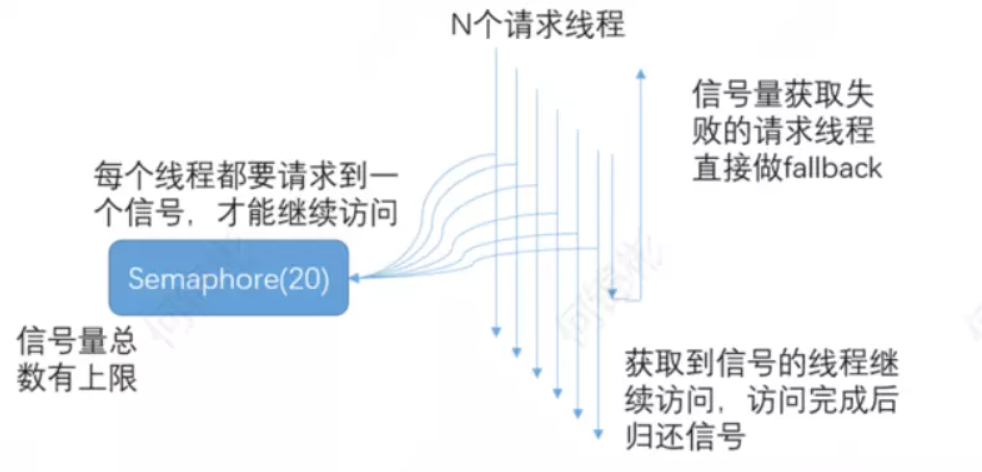 N个请求线程
信号量获取失
败的请求线程
直接做fallback
每个线程都要请求到一
个信号，才能继续访问
Semaphore(20)
信号量总
数有上限
获取到信号的线程继
续访问，访问完成后
归还信号